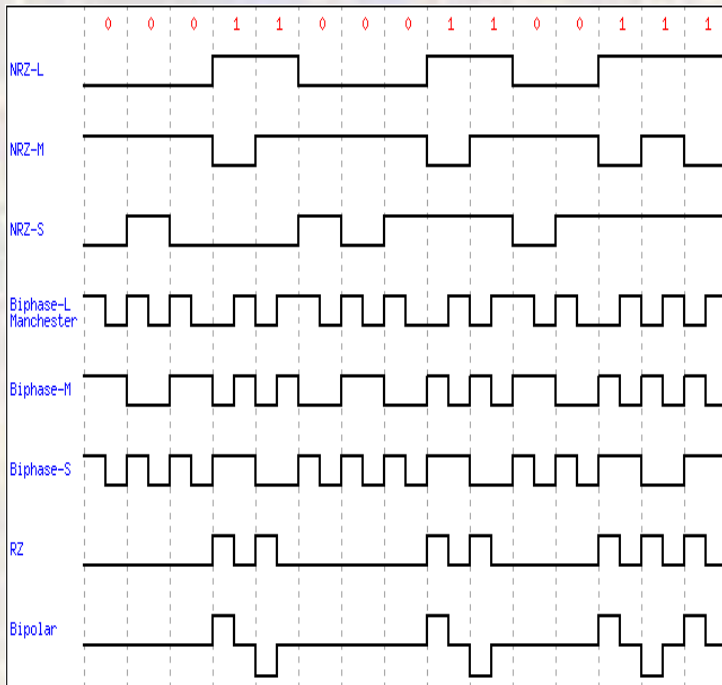 0 0 0 1 1 0 0 0 1 1 0 0 1 1 1
NRZ-L
NRZ-M
NRZ-S
Biphase-L
Manchester
Biphase-M
Biphase-S
RZ
Bipolar